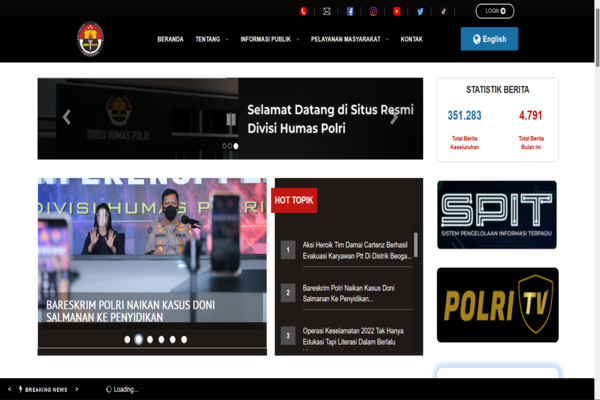 LOGIN
BERANDA TENTANG INFORMASI PUBLIK PELAYANAN MASYARAKAT KONTAK
English
DIVISI HUMAS POLRI
Selamat Datang di Situs Resmi
Divisi Humas Polri
STATISTIK BERITA
351.283 4.791
Total Berita
Keseluruhan
Total Berita
Bulan Ini
DIVISI HUMAS POLRI
BARESKRIM POLRI NAIKAN KASUS DONI
SALMANAN KE PENYIDIKAN
HOT TOPIK
1 Aksi Heroik Tim Damai Cartenz Berhasil
Evakuasi Karyawan Ptt Di Distrik Beoga...
2 Bareskrim Polri Naikan Kasus Doni
Salmanan Ke Penyidikan...
3 Operasi Keselamatan 2022 Tak Hanya
Edukasi Tapi Literasi Dalam Berlalu
SPIT
SISTEM PENGELOLAAN INFORMASI TERPADU
POLRI TV
BREAKING NEWS Loading...